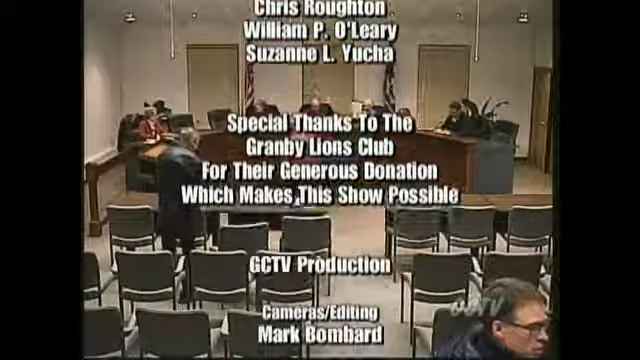 Chris Roughton
William P. O'Leary
Suzanne L. Yucha
Special Thanks To The
Granby Lions Club
For Their Generous Donation
Which Makes This Show Possible
GCTV Production
Cameras/Editing
Mark Bombard
GCTV